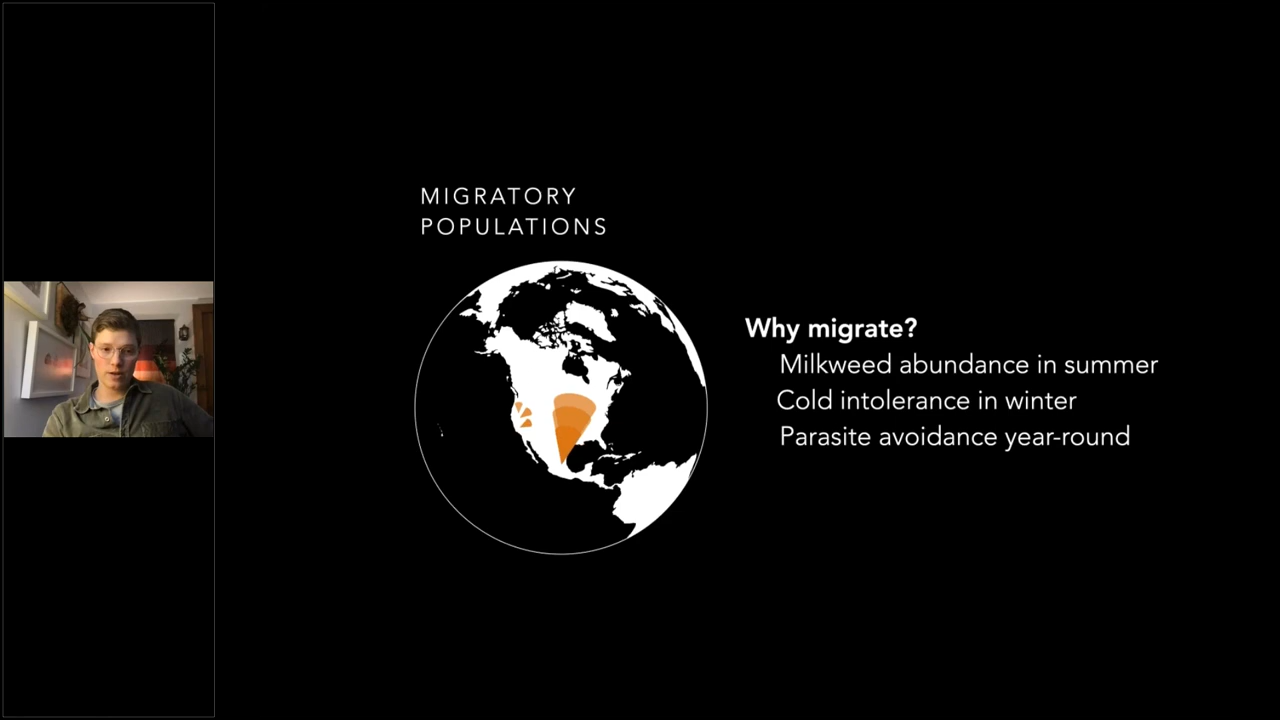 MIGRATORY
POPULATIONS
Why migrate?
Milkweed abundance in summer
Cold intolerance in winter
Parasite avoidance year-round